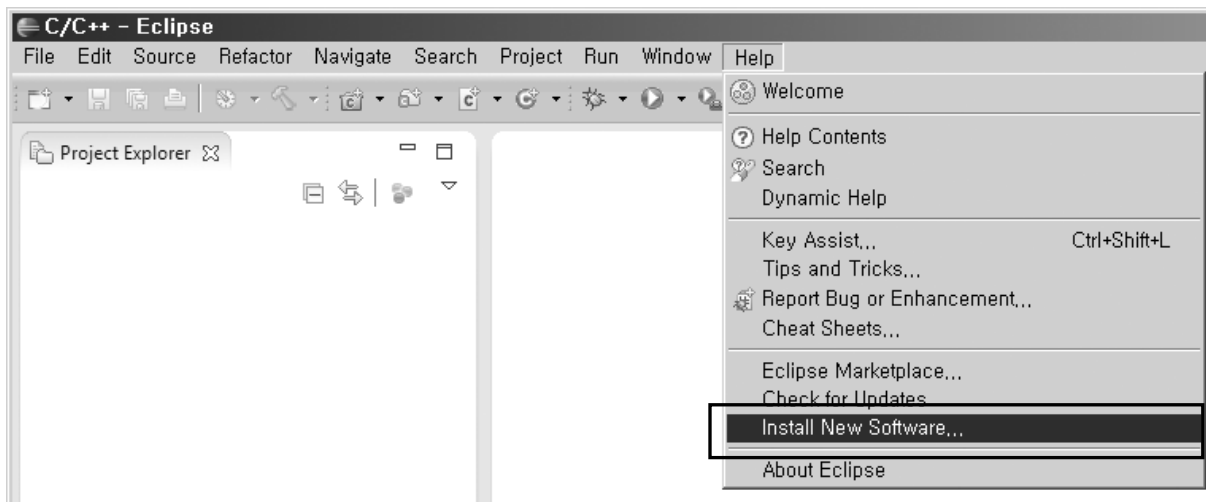 C/C++ - Eclipse
File Edit Source Refactor Navigate Search Project Run Window Help
Welcome
Project Explorer
Help Contents
Search
Dynamic Help
Key Assist... Ctrl+Shift+L
Tips and Tricks...
Report Bug or Enhancement...
Cheat Sheets...
Eclipse Marketplace...
Check for Updates
Install New Software...
About Eclipse